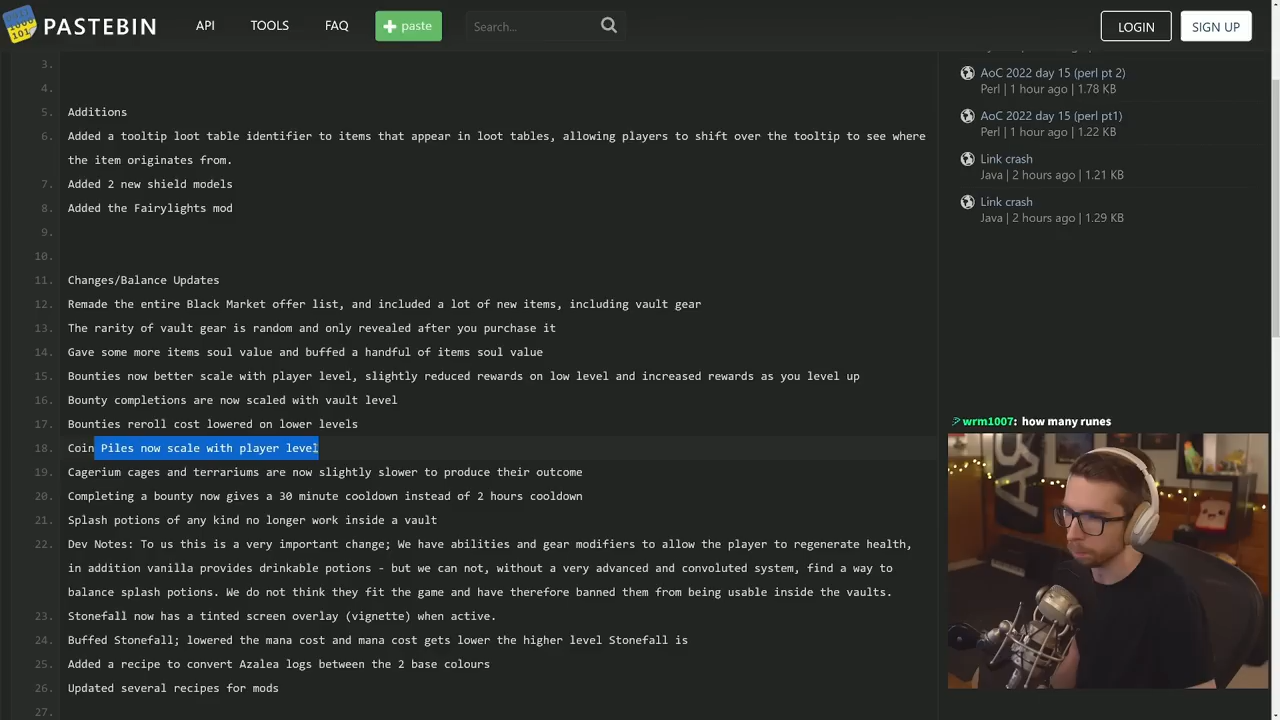 PASTEBIN API TOOLS FAQ + paste Search... LOGIN SIGN UP
3.
4.
5. Additions
6. Added a tooltip loot table identifier to items that appear in loot tables, allowing players to shift over the tooltip to see where
the item originates from.
7. Added 2 new shield models
8. Added the Fairylights mod
9.
10.
11. Changes/Balance Updates
12. Remade the entire Black Market offer list, and included a lot of new items, including vault gear
13. The rarity of vault gear is random and only revealed after you purchase it
14. Gave some more items soul value and buffed a handful of items soul value
15. Bounties now better scale with player level, slightly reduced rewards on low level and increased rewards as you level up
16. Bounty completions are now scaled with vault level
17. Bounties reroll cost lowered on lower levels
18. Coin Piles now scale with player level
19. Cagerium cages and terrariums are now slightly slower to produce their outcome
20. Completing a bounty now gives a 30 minute cooldown instead of 2 hours cooldown
21. Splash potions of any kind no longer work inside a vault
22. Dev Notes: To us this is a very important change; We have abilities and gear modifiers to allow the player to regenerate health,
in addition vanilla provides drinkable potions - but we can not, without a very advanced and convoluted system, find a way to
balance splash potions. We do not think they fit the game and have therefore banned them from being usable inside the vaults.
23. Stonefall now has a tinted screen overlay (vignette) when active.
24. Buffed Stonefall; lowered the mana cost and mana cost gets lower the higher level Stonefall is
25. Added a recipe to convert Azalea logs between the 2 base colours
26. Updated several recipes for mods
27.
AoC 2022 day 15 (perl pt 2)
Perl | 1 hour ago | 1.78 KB
AoC 2022 day 15 (perl pt1)
Perl | 1 hour ago | 1.22 KB
Link crash
Java | 2 hours ago | 1.21 KB
Link crash
Java | 2 hours ago | 1.29 KB
wrm1007: how many runes